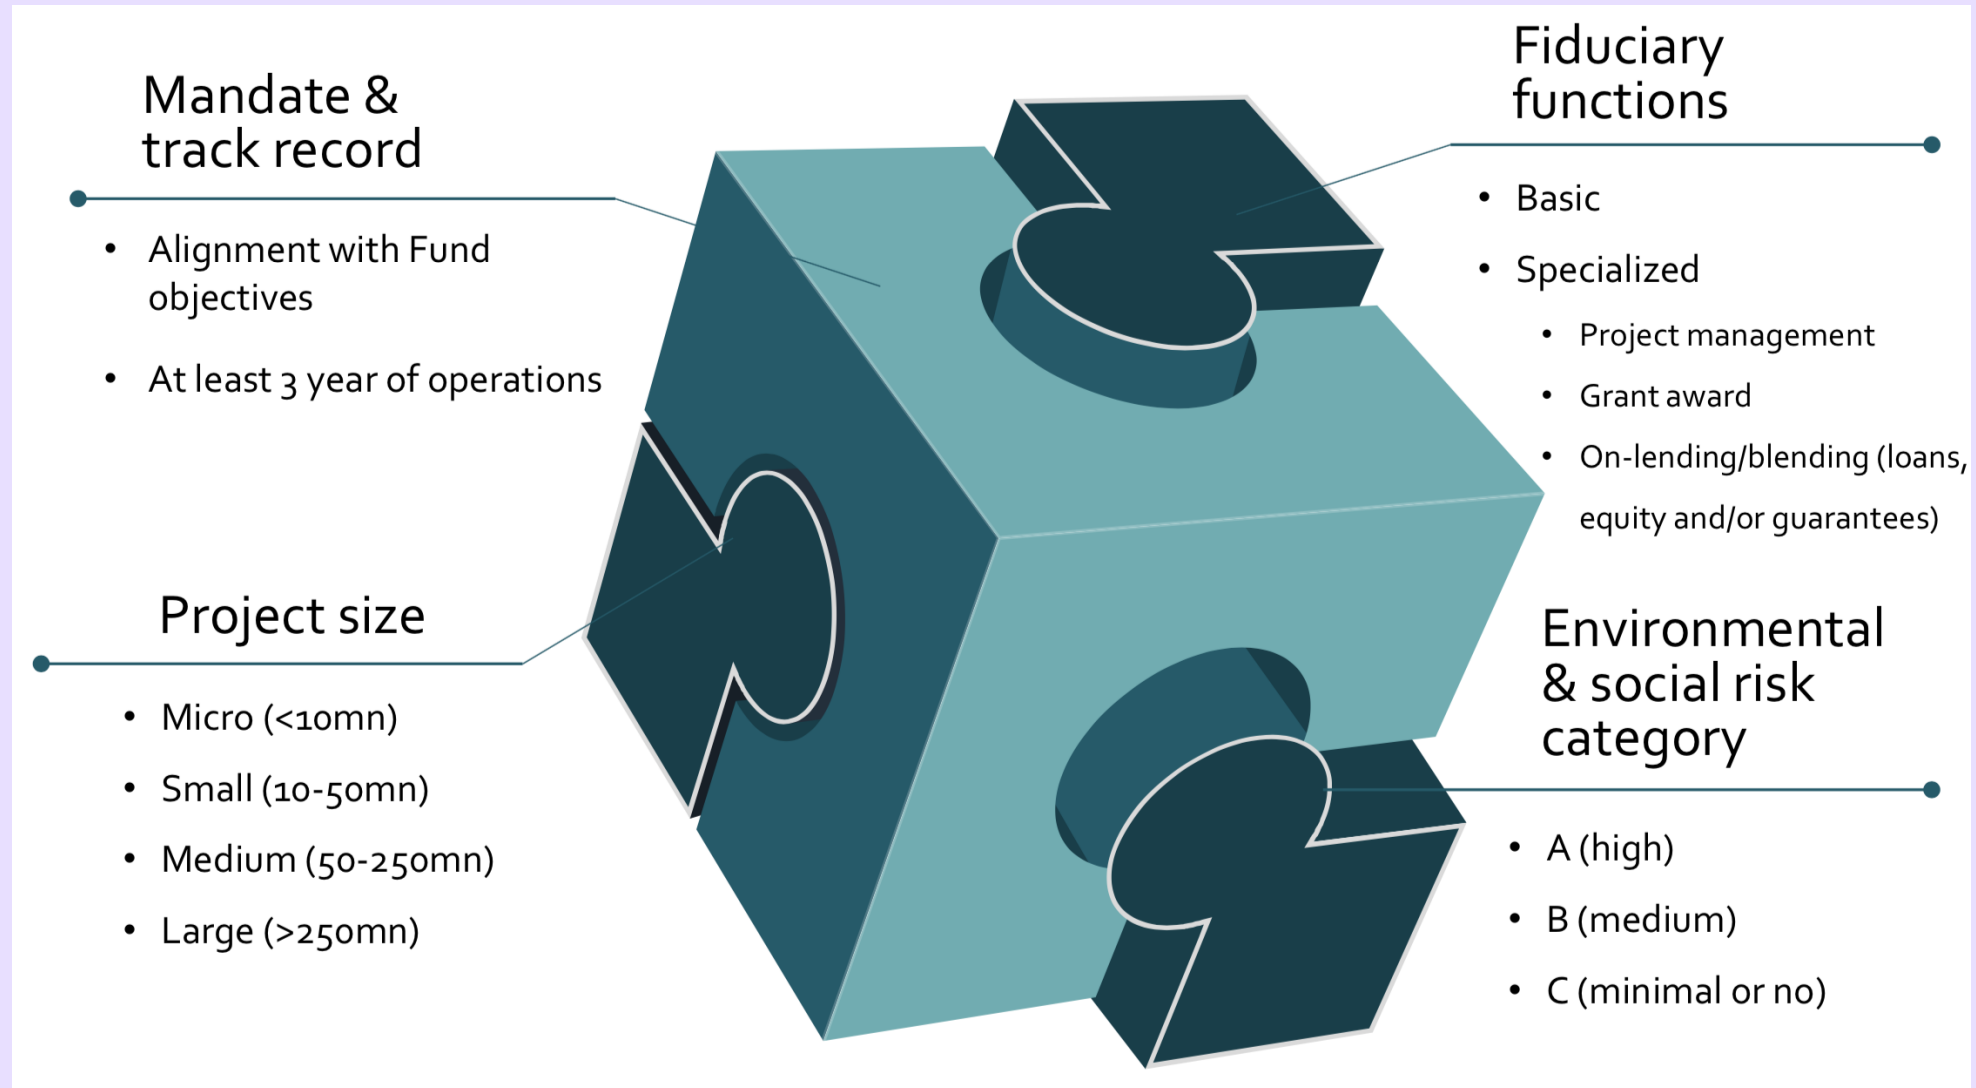 Mandate &
track record
• Alignment with Fund
objectives
• At least 3 year of operations
Project size
• Micro (<10mn)
• Small (10-50mn)
• Medium (50-250mn)
• Large (>250mn)
Fiduciary
functions
• Basic
• Specialized
• Project management
• Grant award
• On-lending/blending (loans,
equity and/or guarantees)
Environmental
& social risk
category
• A (high)
• B (medium)
• C (minimal or no)